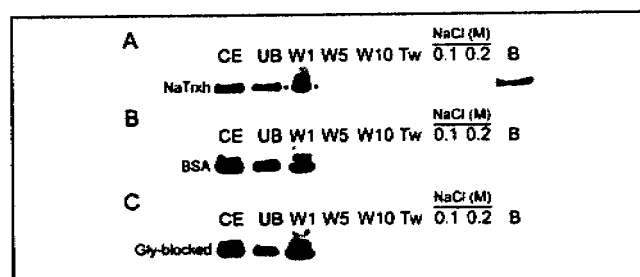 A
NaCl (M)
CE UB W1 W5 W10 Tw 0.1 0.2 B
NaTrxh
B
NaCl (M)
CE UB W1 W5 W10 Tw 0.1 0.2 B
BSA
C
NaCl (M)
CE UB W1 W5 W10 Tw 0.1 0.2 B
Gly-blocked